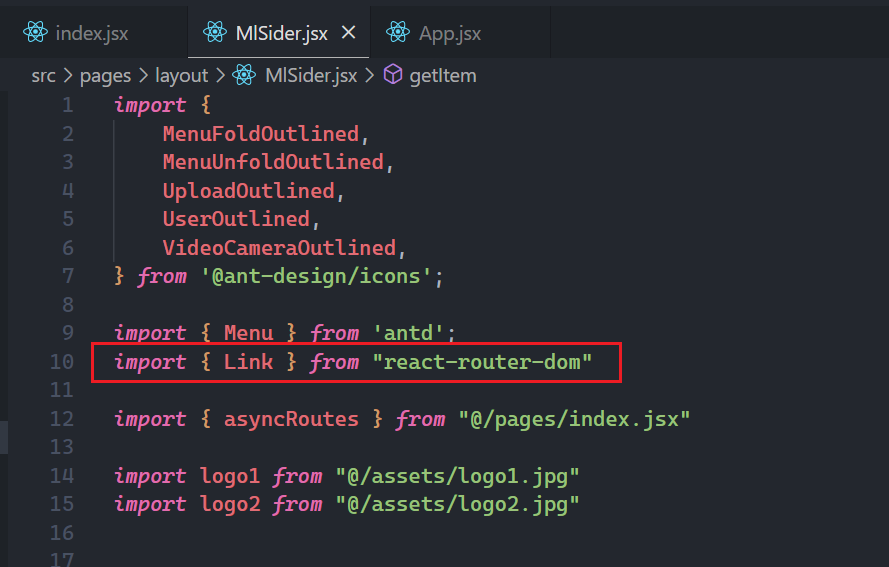 index.jsx MlSider.jsx App.jsx
src > pages > layout > MlSider.jsx > getItem
1 import {
2 MenuFoldOutlined,
3 MenuUnfoldOutlined,
4 UploadOutlined,
5 UserOutlined,
6 VideoCameraOutlined,
7 } from '@ant-design/icons';
8
9 import { Menu } from 'antd';
10 import { Link } from "react-router-dom"
11
12 import { asyncRoutes } from "@/pages/index.jsx"
13
14 import logo1 from "@/assets/logo1.jpg"
15 import logo2 from "@/assets/logo2.jpg"
16
17